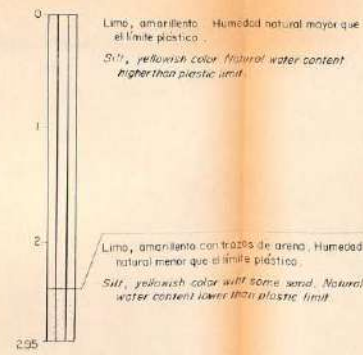 0
Limo, amarillento. Humedad natural mayor que
el límite plastico.
Silt, yellowish color Natural water content
higher than plastic limit.
1
2
Limo, amarillento con trazos de arena, Humedad
natural menor que el límite plástico.
Silt, yellowish color with some sand. Natural
water content lower than plastic limit
2.95